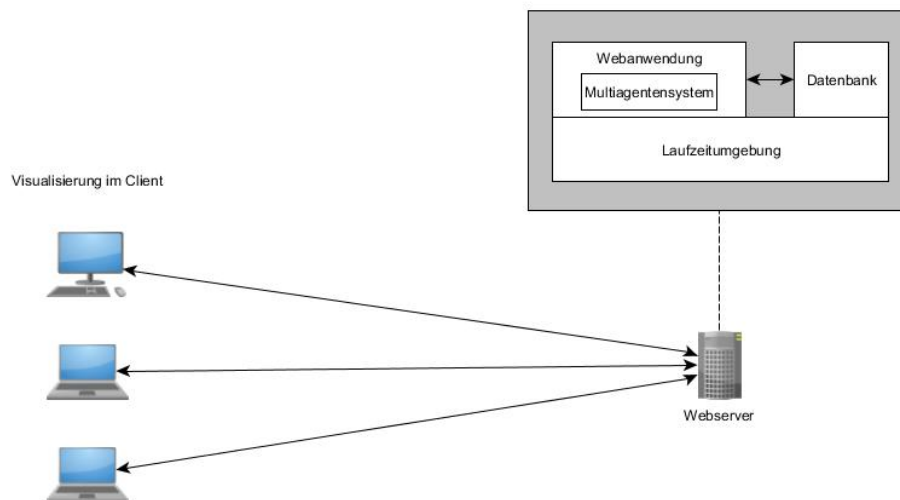 Webanwendung
Multiagentensystem
Datenbank
Laufzeitumgebung
Visualisierung im Client
Webserver